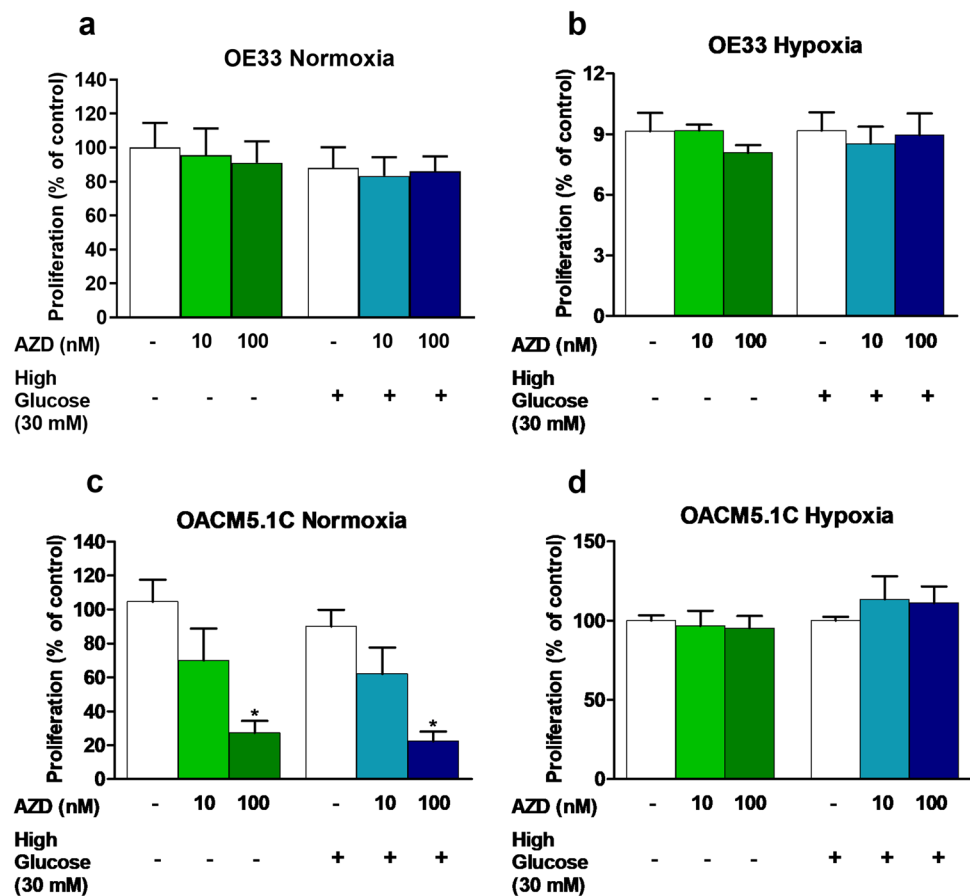 a
OE33 Normoxia
Proliferation (% of control)
140
120
100
80
60
40
20
0
AZD (nM) - 10 100 - 10 100
High
Glucose - - - + + +
(30 mM)
b
OE33 Hypoxia
Proliferation (% of control)
12
9
6
3
0
AZD (nM) - 10 100 - 10 100
High
Glucose - - - + + +
(30 mM)
c
OACM5.1C Normoxia
Proliferation (% of control)
140
120
100
80
60
40
20
0
*
*
AZD (nM) - 10 100 - 10 100
High
Glucose - - - + + +
(30 mM)
d
OACM5.1C Hypoxia
Proliferation (% of control)
150
100
50
0
AZD (nM) - 10 100 - 10 100
High
Glucose - - - + + +
(30 mM)